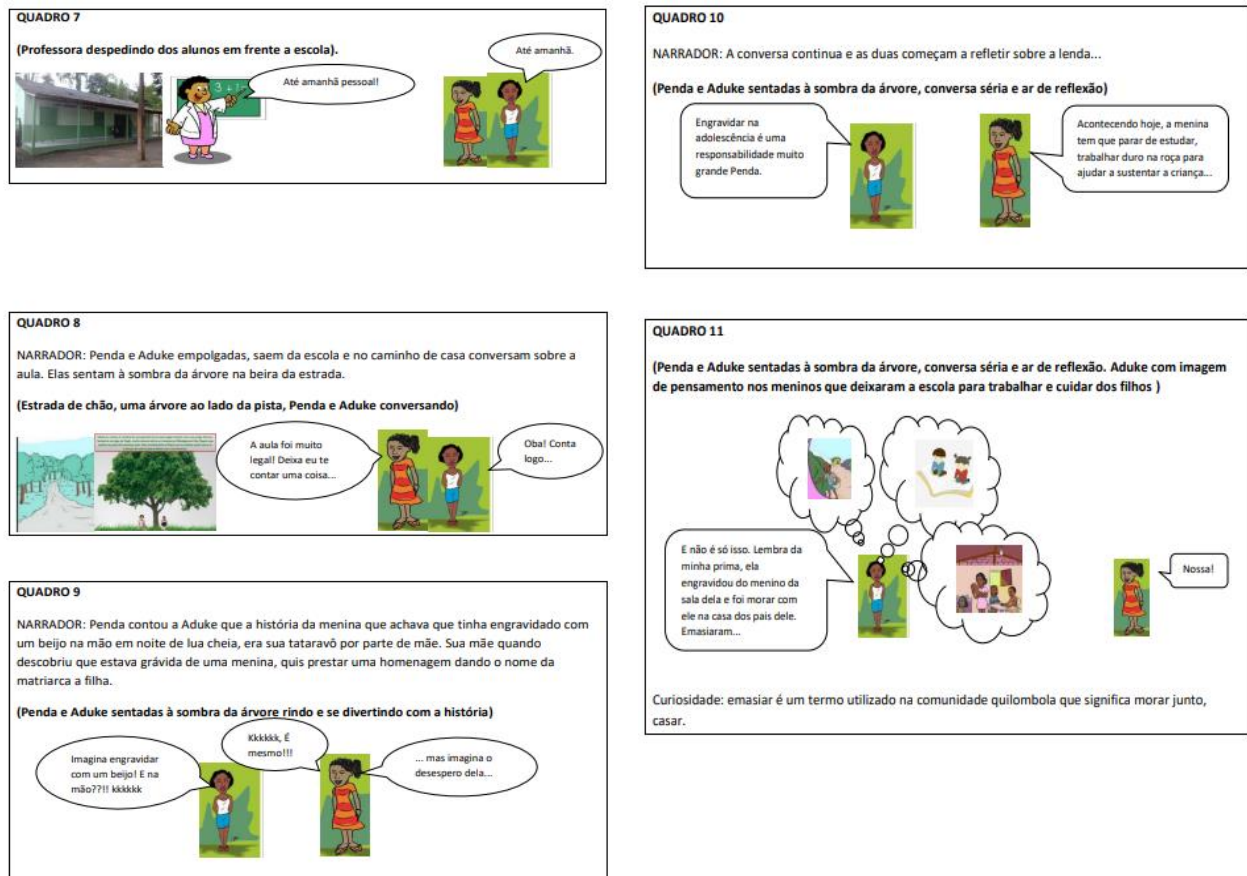 QUADRO 7
(Professora despedindo dos alunos em frente a escola).
Até amanhã pessoal!
Até amanhã.
QUADRO 8
NARRADOR: Penda e Aduke empolgadas, saem da escola e no caminho de casa conversam sobre a
aula. Elas sentam à sombra da árvore na beira da estrada.
(Estrada de chão, uma árvore ao lado da pista, Penda e Aduke conversando)
A aula foi muito
legal! Deixa eu te
contar uma coisa...
Oba! Conta
logo...
QUADRO 9
NARRADOR: Penda contou a Aduke que a história da menina que achava que tinha engravidado com
um beijo na mão em noite de lua cheia, era sua tataravô por parte de mãe. Sua mãe quando
descobriu que estava grávida de uma menina, quis prestar uma homenagem dando o nome da
matriarca a filha.
(Penda e Aduke sentadas à sombra da árvore rindo e se divertindo com a história)
Imagina engravidar
com um beijo! E na
mão??!! kkkkkk
Kkkkkk, É
mesmo!!!
... mas imagina o
desespero dela...
QUADRO 10
NARRADOR: A conversa continua e as duas começam a refletir sobre a lenda...
(Penda e Aduke sentadas à sombra da árvore, conversa séria e ar de reflexão)
Engravidar na
adolescência é uma
responsabilidade muito
grande Penda.
Acontecendo hoje, a menina
tem que parar de estudar,
trabalhar duro na roça para
ajudar a sustentar a criança...
QUADRO 11
(Penda e Aduke sentadas à sombra da árvore, conversa séria e ar de reflexão. Aduke com imagem
de pensamento nos meninos que deixaram a escola para trabalhar e cuidar dos filhos )
E não é só isso. Lembra da
minha prima, ela
engravidou do menino da
sala dela e foi morar com
ele na casa dos pais dele.
Emasiaram...
Nossa!
Curiosidade: emasiar é um termo utilizado na comunidade quilombola que significa morar junto,
casar.